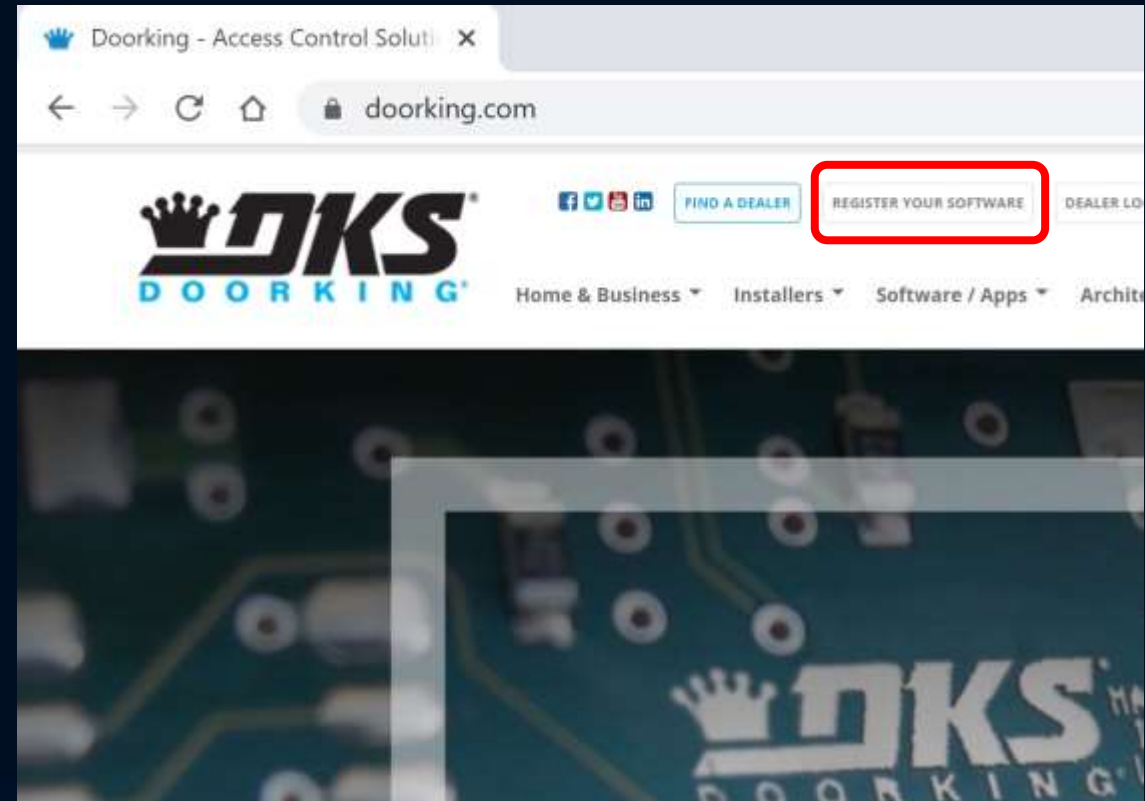 Doorking - Access Control Soluti
doorking.com
DKS
DOORKING
FIND A DEALER
REGISTER YOUR SOFTWARE
DEALER LO
Home & Business
Installers
Software / Apps
Archite
DKS
DOORKING